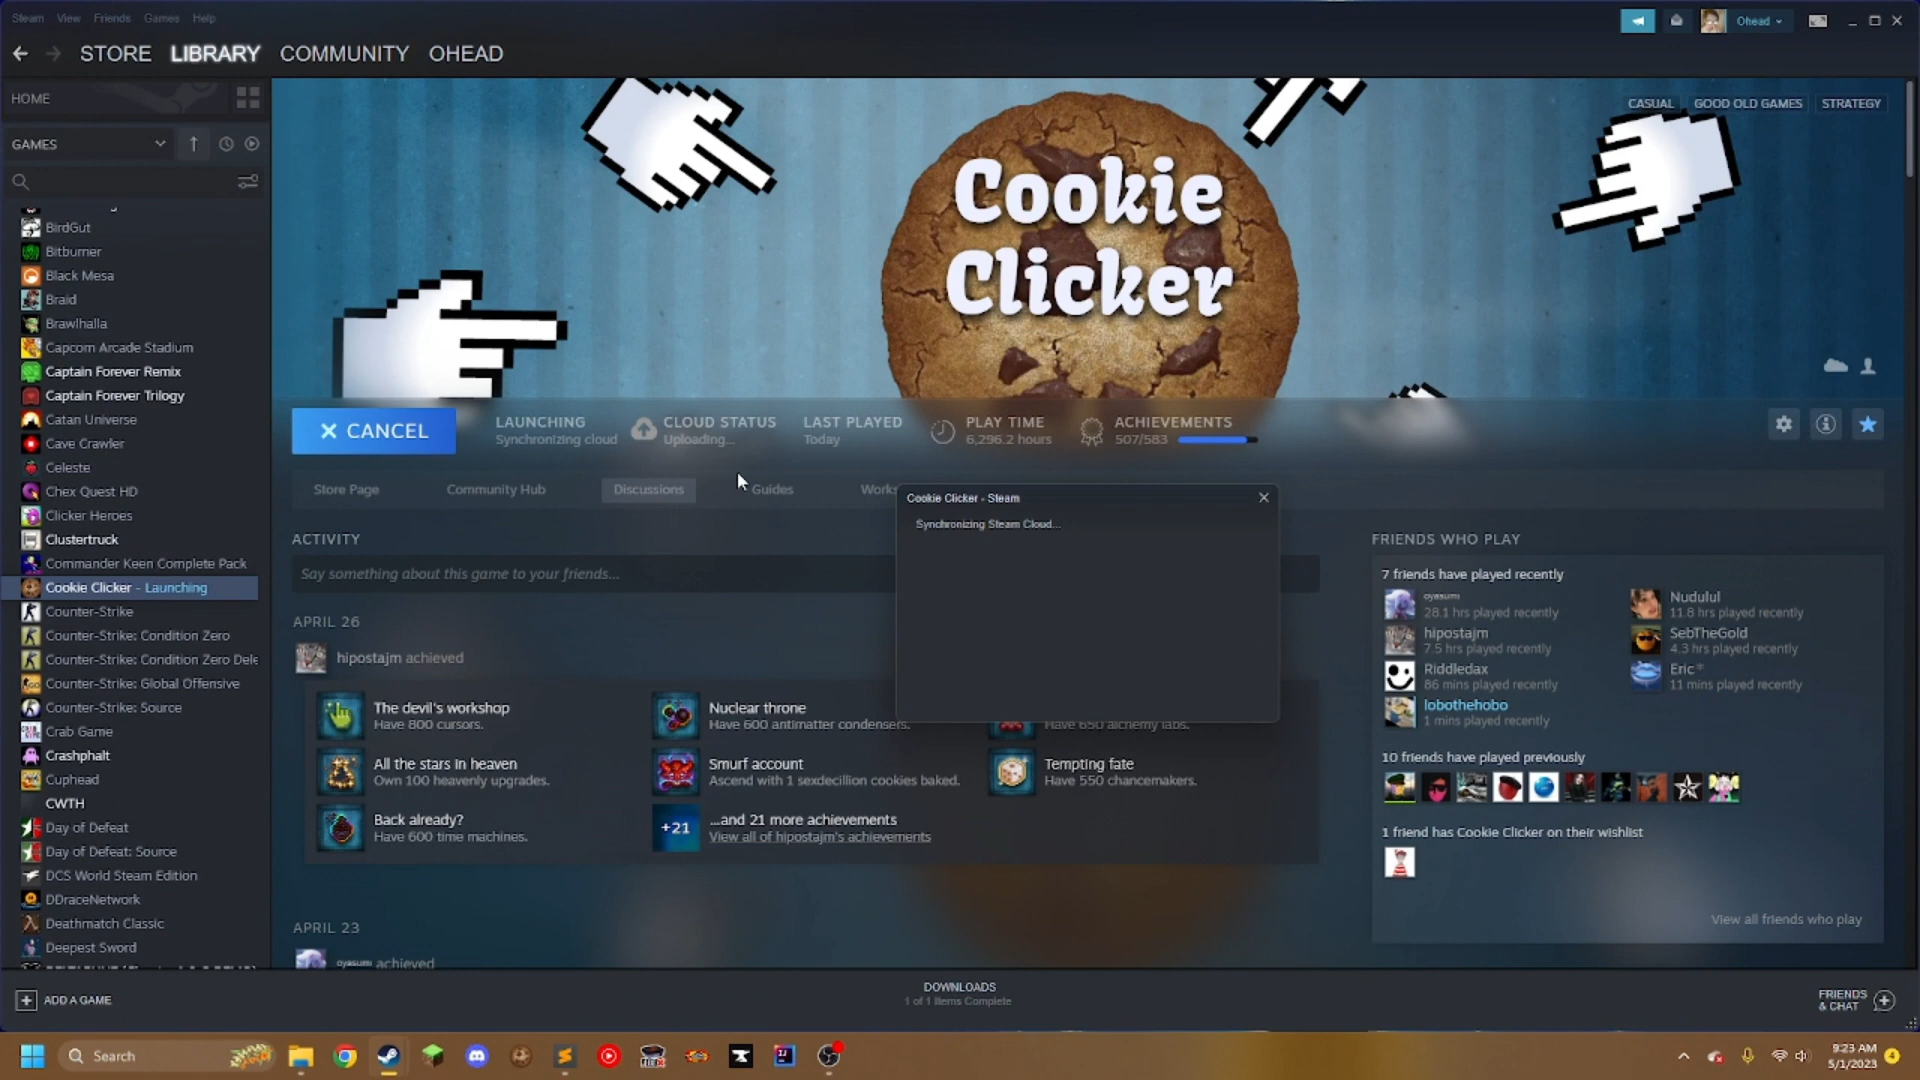 Steam View Friends Games Help
Ohead
STORE LIBRARY COMMUNITY OHEAD
HOME
GAMES
BirdGut
Bitburner
Black Mesa
Braid
Brawlhalla
Capcom Arcade Stadium
Captain Forever Remix
Captain Forever Trilogy
Catan Universe
Cave Crawler
Celeste
Chex Quest HD
Clicker Heroes
Clustertruck
Commander Keen Complete Pack
Cookie Clicker - Launching
Counter-Strike
Counter-Strike: Condition Zero
Counter-Strike: Condition Zero Dele
Counter-Strike: Global Offensive
Counter-Strike: Source
Crab Game
Crashphalt
Cuphead
CWTH
Day of Defeat
Day of Defeat: Source
DCS World Steam Edition
DDraceNetwork
Deathmatch Classic
Deepest Sword
ADD A GAME
CASUAL GOOD OLD GAMES STRATEGY
Cookie
Clicker
CANCEL
LAUNCHING
Synchronizing cloud
CLOUD STATUS
Uploading...
LAST PLAYED
Today
PLAY TIME
6,296.2 hours
ACHIEVEMENTS
507/583
Store Page Community Hub Discussions Guides Works
Cookie Clicker - Steam
Synchronizing Steam Cloud...
ACTIVITY
Say something about this game to your friends...
APRIL 26
hipostajm achieved
The devil's workshop
Have 800 cursors.
Nuclear throne
Have 600 antimatter condensers.
Have 650 alchemy labs.
All the stars in heaven
Own 100 heavenly upgrades.
Smurf account
Ascend with 1 sexdecillion cookies baked.
Tempting fate
Have 550 chancemakers.
Back already?
Have 600 time machines.
+21
...and 21 more achievements
View all of hipostajm's achievements
APRIL 23
oyasumi achieved
FRIENDS WHO PLAY
7 friends have played recently
oyasumi
28.1 hrs played recently
Nudulul
11.8 hrs played recently
hipostajm
7.5 hrs played recently
SebTheGold
4.3 hrs played recently
Riddledax
86 mins played recently
Eric*
11 mins played recently
lobothehobo
1 mins played recently
10 friends have played previously
1 friend has Cookie Clicker on their wishlist
View all friends who play
DOWNLOADS
1 of 1 Items Complete
FRIENDS
& CHAT
Search
9:23 AM
5/1/2023
4